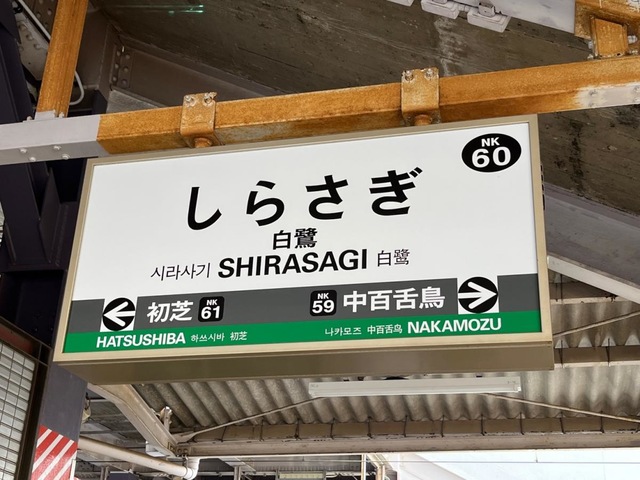 NK
60
しらさぎ
白鷺
시라사기 SHIRASAGI 白鹭
初芝 NK 61
NK 59 中百舌鳥
HATSUSHIBA 하쓰시바 初芝
나카모즈 中百舌鸟 NAKAMOZU